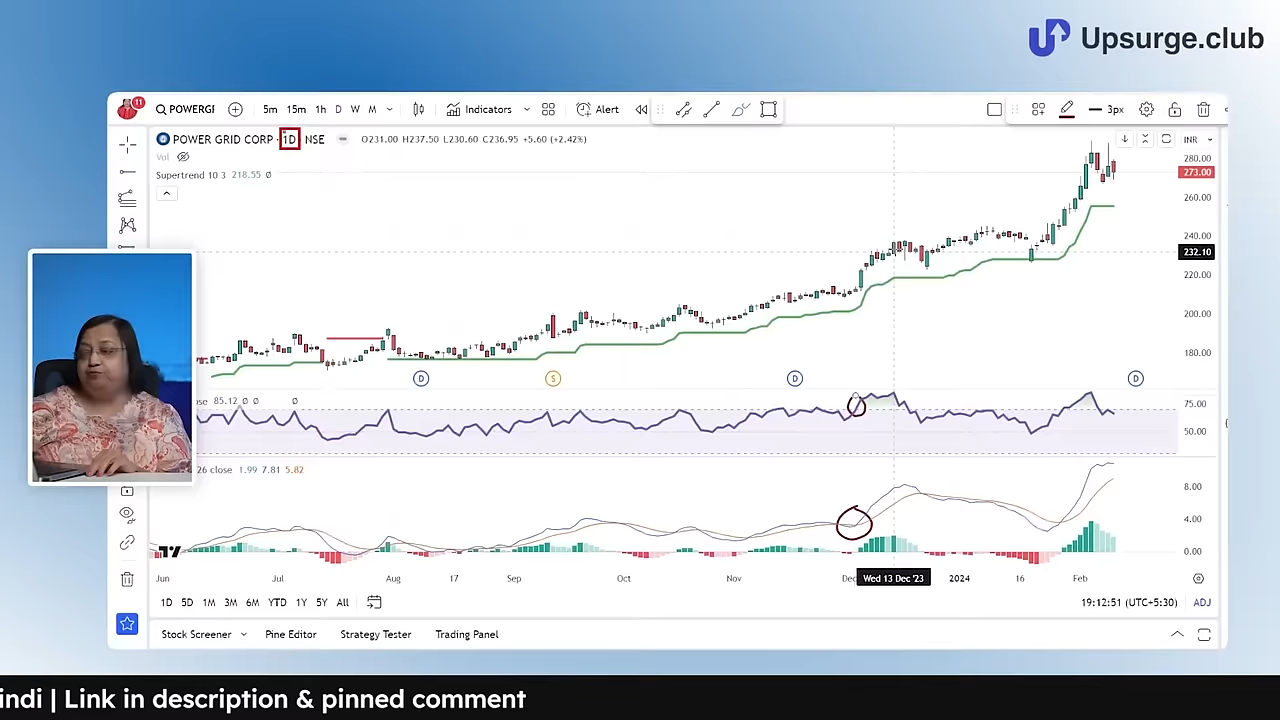 Upsurge.club
11
POWERGI
5m 15m 1h D W M
Indicators
Alert
3px
POWER GRID CORP · 1D NSE
O231.00 H237.50 L230.60 C236.95 +5.60 (+2.42%)
INR
Vol
Supertrend 10 3 218.55 Ø
280.00
273.00
260.00
240.00
232.10
220.00
200.00
180.00
D
S
D
D
se 85.12 Ø Ø Ø
75.00
50.00
26 close 1.99 7.81 5.82
8.00
4.00
0.00
Jun Jul Aug 17 Sep Oct Nov Dec Wed 13 Dec '23 2024 16 Feb
1D 5D 1M 3M 6M YTD 1Y 5Y All
19:12:51 (UTC+5:30) ADJ
Stock Screener Pine Editor Strategy Tester Trading Panel
indi | Link in description & pinned comment